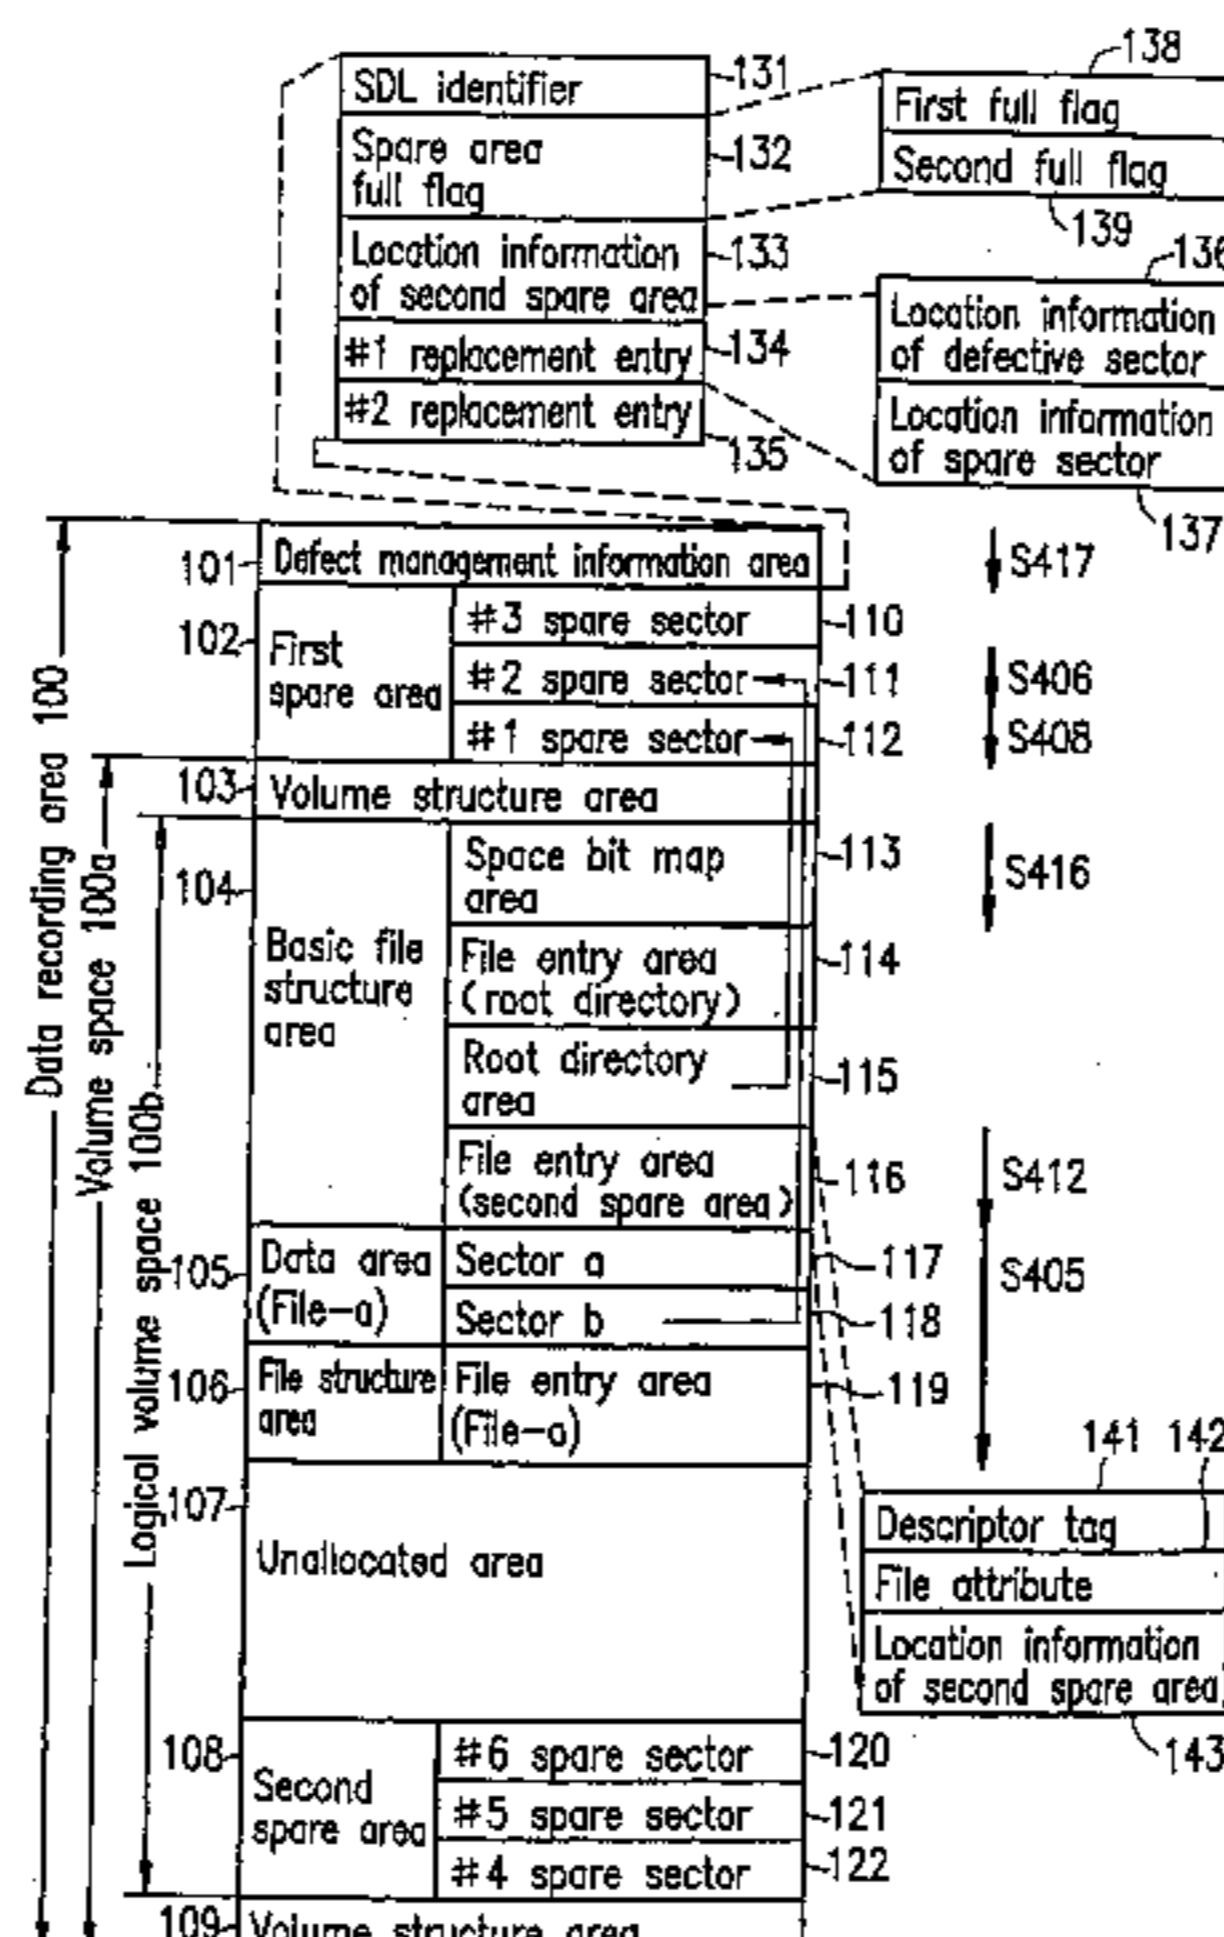 SDL identifier
131
Spare area
full flag
132
Location information
of second spare area
133
#1 replacement entry
134
#2 replacement entry
135
138
First full flag
Second full flag
139
136
Location information
of defective sector
Location information
of spare sector
137
Data recording area 100
Volume space 100a
Logical volume space 100b
101
Defect management information area
S417
102
First
spare area
#3 spare sector
110
#2 spare sector
111
S406
#1 spare sector
112
S408
103
Volume structure area
104
Basic file
structure
area
Space bit map
area
113
S416
File entry area
(root directory)
114
Root directory
area
115
File entry area
(second spare area)
116
S412
105
Data area
(File-a)
Sector a
117
S405
Sector b
118
106
File structure
area
File entry area
(File-a)
119
107
Unallocated area
141
142
Descriptor tag
File attribute
Location information
of second spare area
143
108
Second
spare area
#6 spare sector
120
#5 spare sector
121
#4 spare sector
122
109
Volume structure area